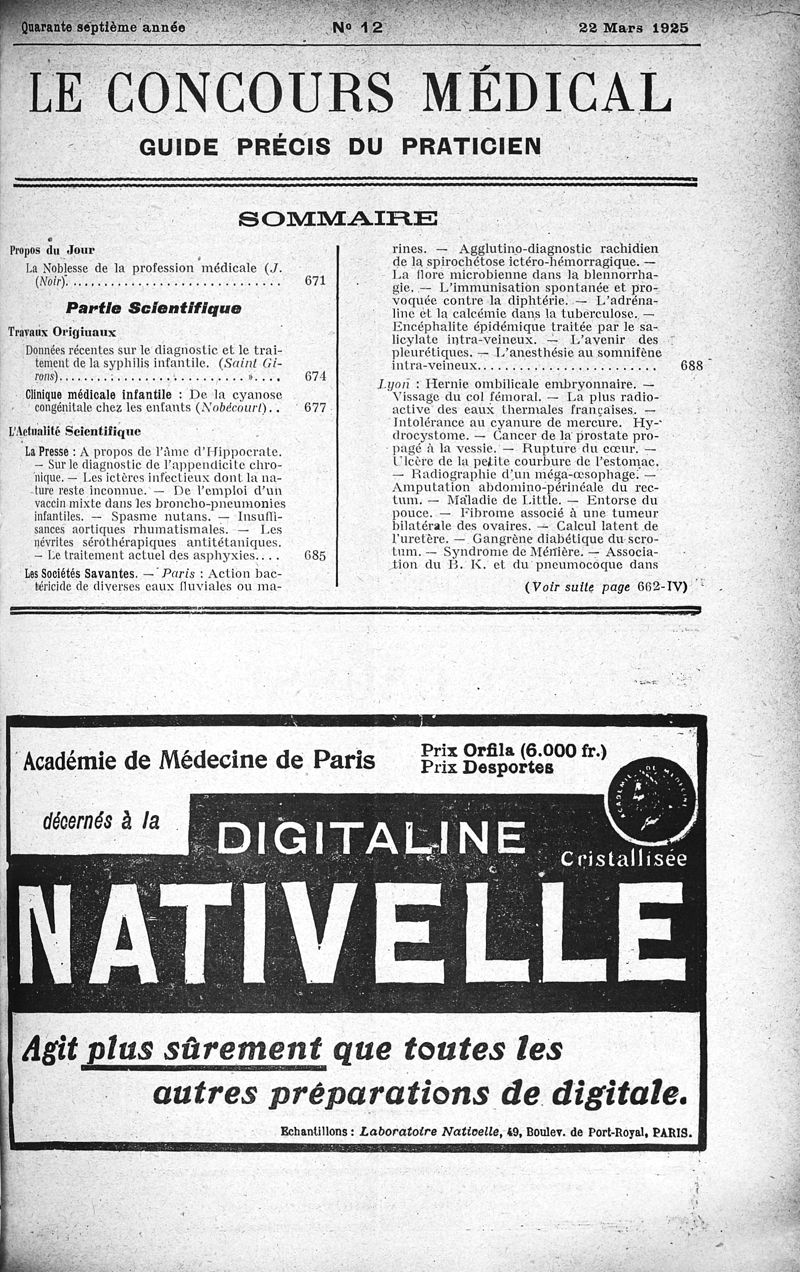 Quarante septième année
Nº 12
22 Mars 1925
LE CONCOURS MÉDICAL
GUIDE PRÉCIS DU PRATICIEN
SOMMAIRE
Propos du Jour
La Noblesse de la profession médicale (J.
(Noir). ............................ 671
Partie Scientifique
Travaux Originaux
Données récentes sur le diagnostic et le trai-
tement de la syphilis infantile. (Saint Gi-
rons)............................ 674
Clinique médicale infantile : De la cyanose
congénitale chez les enfants (Nobécourt).. 677
L'Actualité Scientifique
La Presse : A propos de l'âme d'Hippocrate.
— Sur le diagnostic de l'appendicite chro-
nique. — Les ictères infectieux dont la na-
ture reste inconnue. — De l'emploi d'un
vaccin mixte dans les broncho-pneumonies
infantiles. — Spasme nutans. — Insuffi-
sances aortiques rhumatismales. — Les
névrites sérothérapiques antitétaniques.
— Le traitement actuel des asphyxies.... 685
Les Sociétés Savantes. — Paris : Action bac-
téricide de diverses eaux fluviales ou ma-
rines. — Agglutino-diagnostic rachidien
de la spirochétose ictéro-hémorragique. —
La flore microbienne dans la blennorrha-
gie. — L'immunisation spontanée et pro-
voquée contre la diphtérie. — L'adréna-
line et la calcémie dans la tuberculose. —
Encéphalite épidémique traitée par le sa-
licylate intra-veineux. — L'avenir des
pleurétiques. — L'anesthésie au somnifène
intra-veineux........................ 688
Lyon : Hernie ombilicale embryonnaire. —
Vissage du col fémoral. — La plus radio-
active des eaux thermales françaises. —
Intolérance au cyanure de mercure. Hy-
drocystome. — Cancer de la prostate pro-
pagé à la vessie. — Rupture du cœur. —
Ulcère de la petite courbure de l'estomac.
— Radiographie d'un méga-œsophage. —
Amputation abdomino-périnéale du rec-
tum. — Maladie de Little. — Entorse du
pouce. — Fibrome associé à une tumeur
bilatérale des ovaires. — Calcul latent de
l'uretère. — Gangrène diabétique du scro-
tum. — Syndrome de Ménière. — Associa-
tion du B. K. et du pneumocoque dans
(Voir suite page 662-IV)
Académie de Médecine de Paris
Prix Orfila (6.000 fr.)
Prix Desportes
ACADÉMIE DE MÉDECINE
décernés à la
DIGITALINE
Cristallisée
NATIVELLE
Agit plus sûrement que toutes les
autres préparations de digitale.
Echantillons : Laboratoire Nativelle, 49, Boulev. de Port-Royal, PARIS.